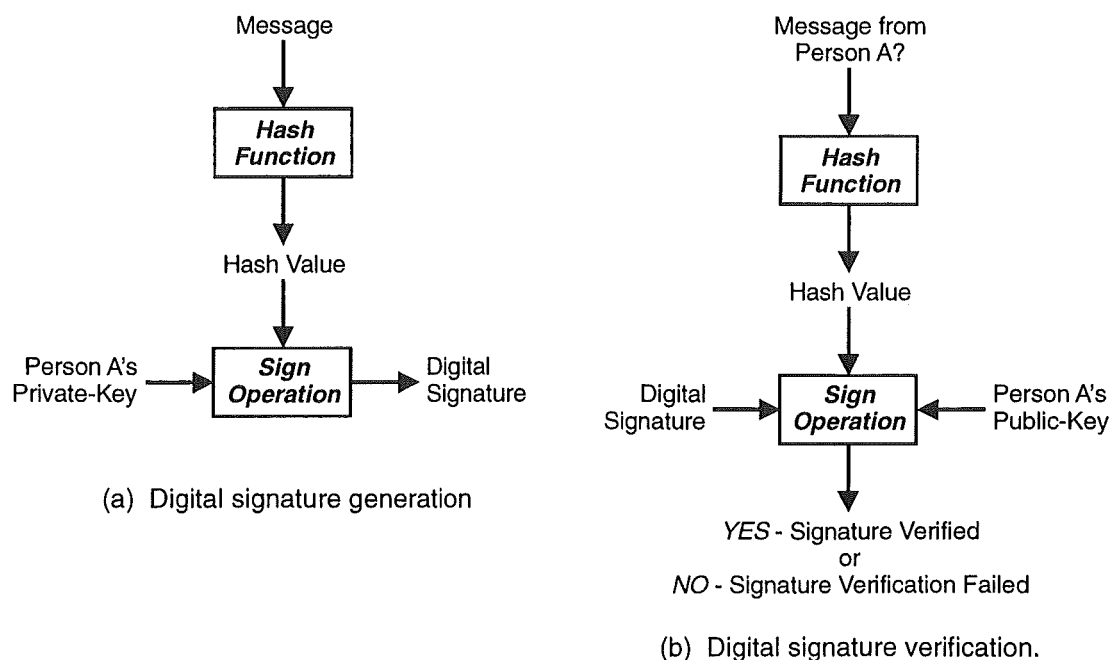 Message
Hash
Function
Hash Value
Person A's
Private-Key
Sign
Operation
Digital
Signature
(a) Digital signature generation
Message from
Person A?
Hash
Function
Hash Value
Digital
Signature
Sign
Operation
Person A's
Public-Key
YES - Signature Verified
or
NO - Signature Verification Failed
(b) Digital signature verification.